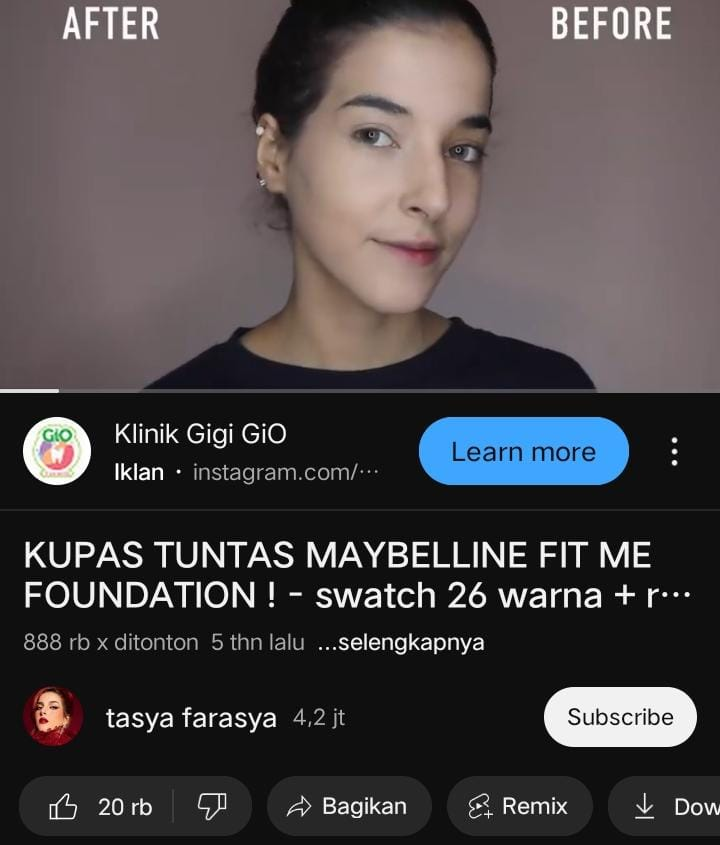 AFTER
BEFORE
GiO
Klinik Gigi GiO
Iklan • instagram.com/...
Learn more
KUPAS TUNTAS MAYBELLINE FIT ME
FOUNDATION ! - swatch 26 warna + r...
888 rb x ditonton 5 thn lalu ...selengkapnya
tasya farasya 4,2 jt
Subscribe
20 rb
Bagikan
Remix
Dow